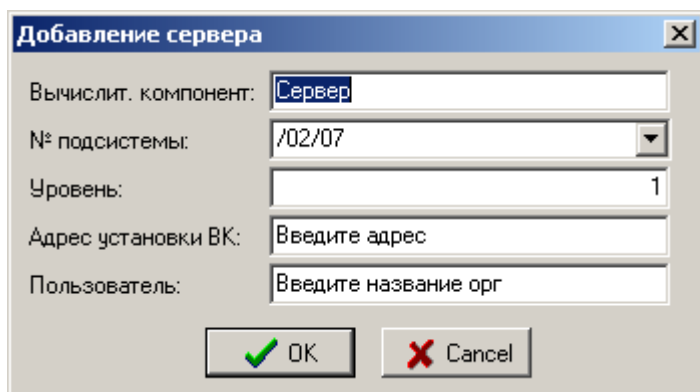 Добавление сервера
Вычислит. компонент: Сервер
№ подсистемы: /02/07
Уровень: 1
Адрес установки ВК: Введите адрес
Пользователь: Введите название орг
OK Cancel